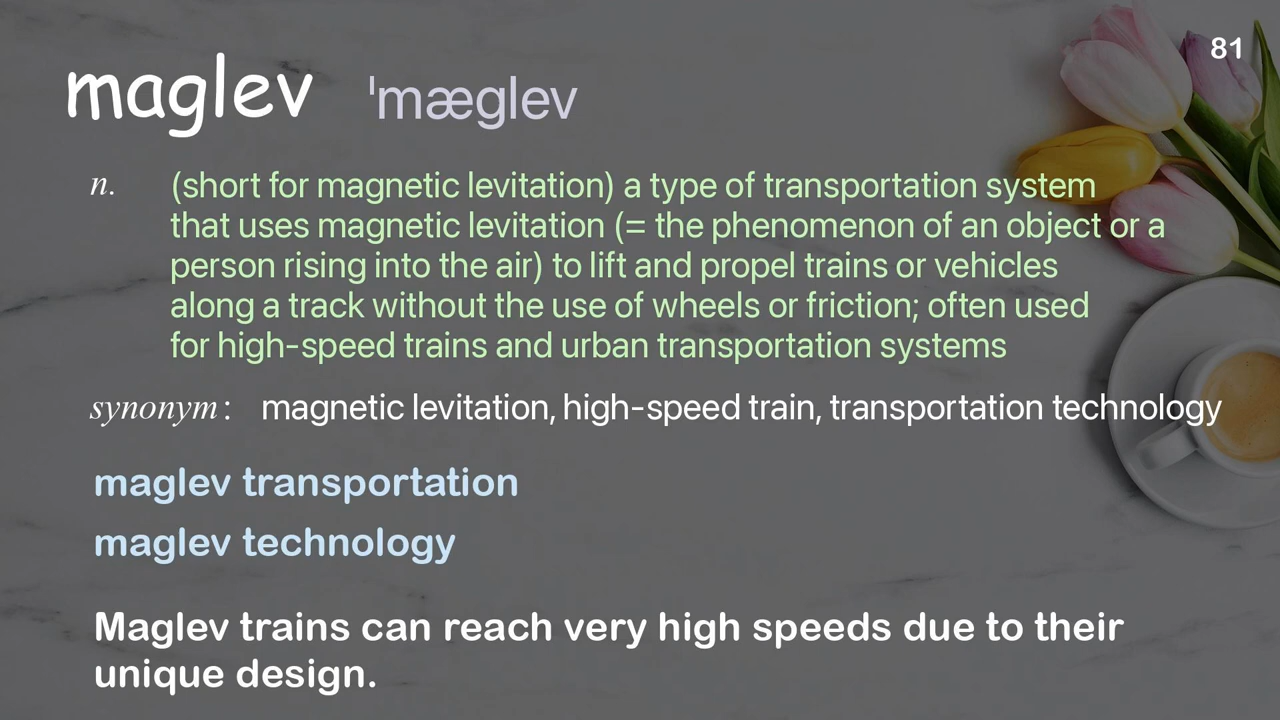 81
maglev ˈmæglev
n. (short for magnetic levitation) a type of transportation system
that uses magnetic levitation (= the phenomenon of an object or a
person rising into the air) to lift and propel trains or vehicles
along a track without the use of wheels or friction; often used
for high-speed trains and urban transportation systems
synonym: magnetic levitation, high-speed train, transportation technology
maglev transportation
maglev technology
Maglev trains can reach very high speeds due to their
unique design.